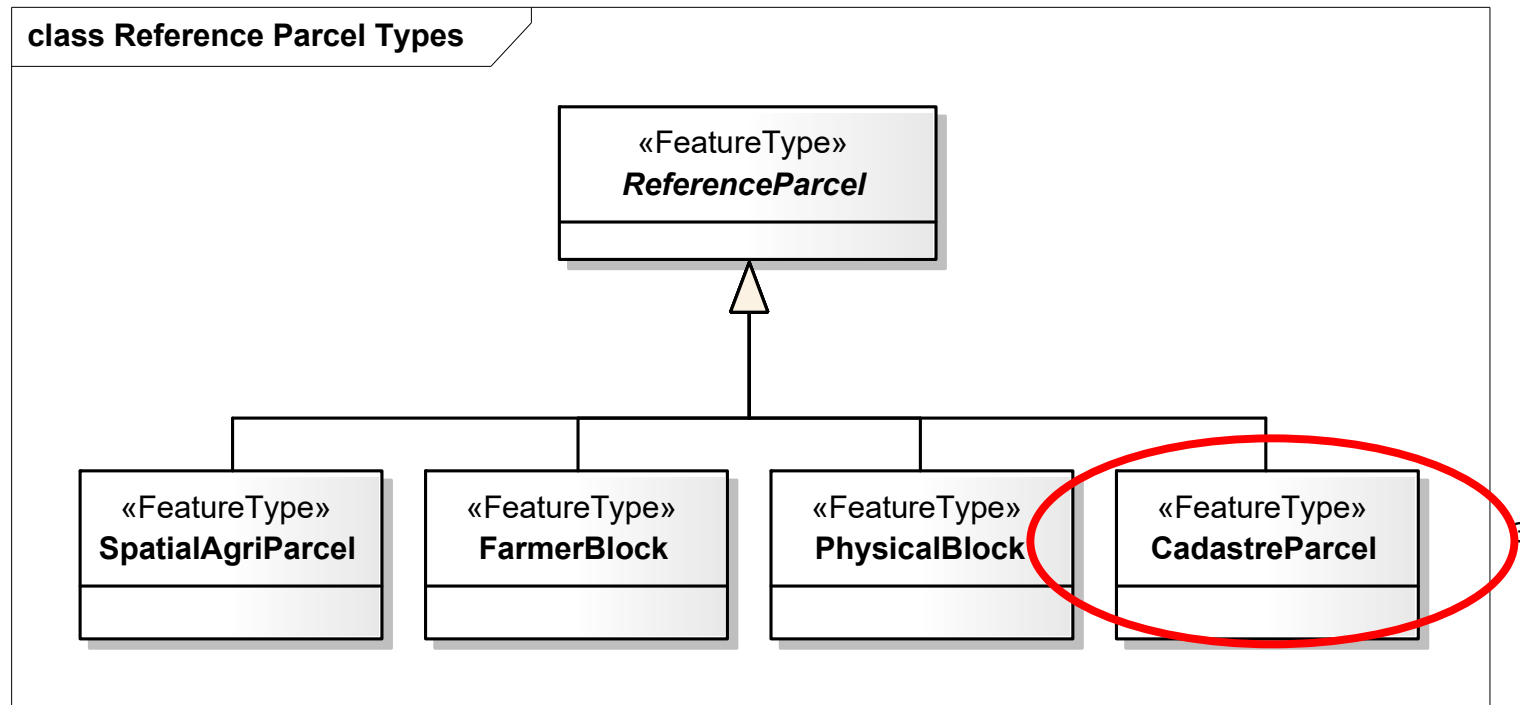 class Reference Parcel Types
«FeatureType»
ReferenceParcel
«FeatureType»
SpatialAgriParcel
«FeatureType»
FarmerBlock
«FeatureType»
PhysicalBlock
«FeatureType»
CadastreParcel